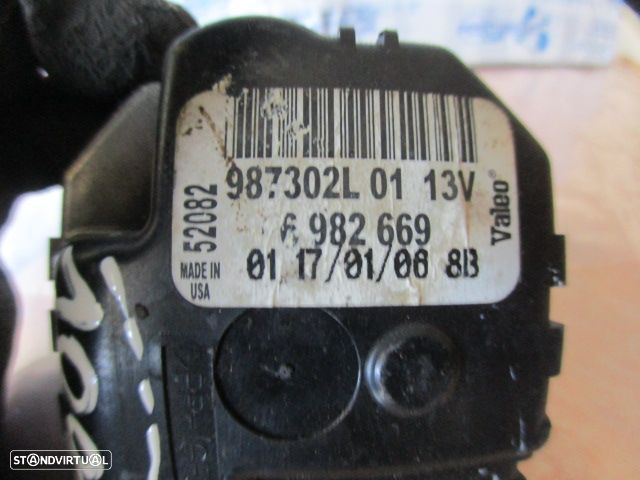 987302L 01 13V
6 982 669
01 17/01/06 8B
52082
MADE IN
USA
Valeo®
STANDVIRTUAL